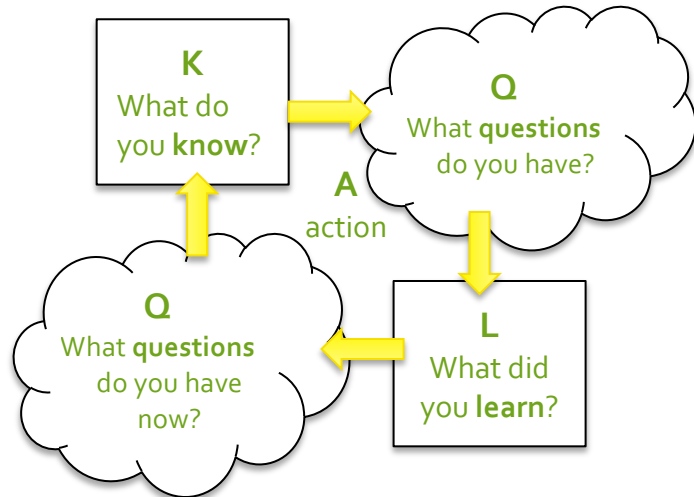 K
What do
you know?
Q
What questions
do you have?
A
action
L
What did
you learn?
Q
What questions
do you have
now?